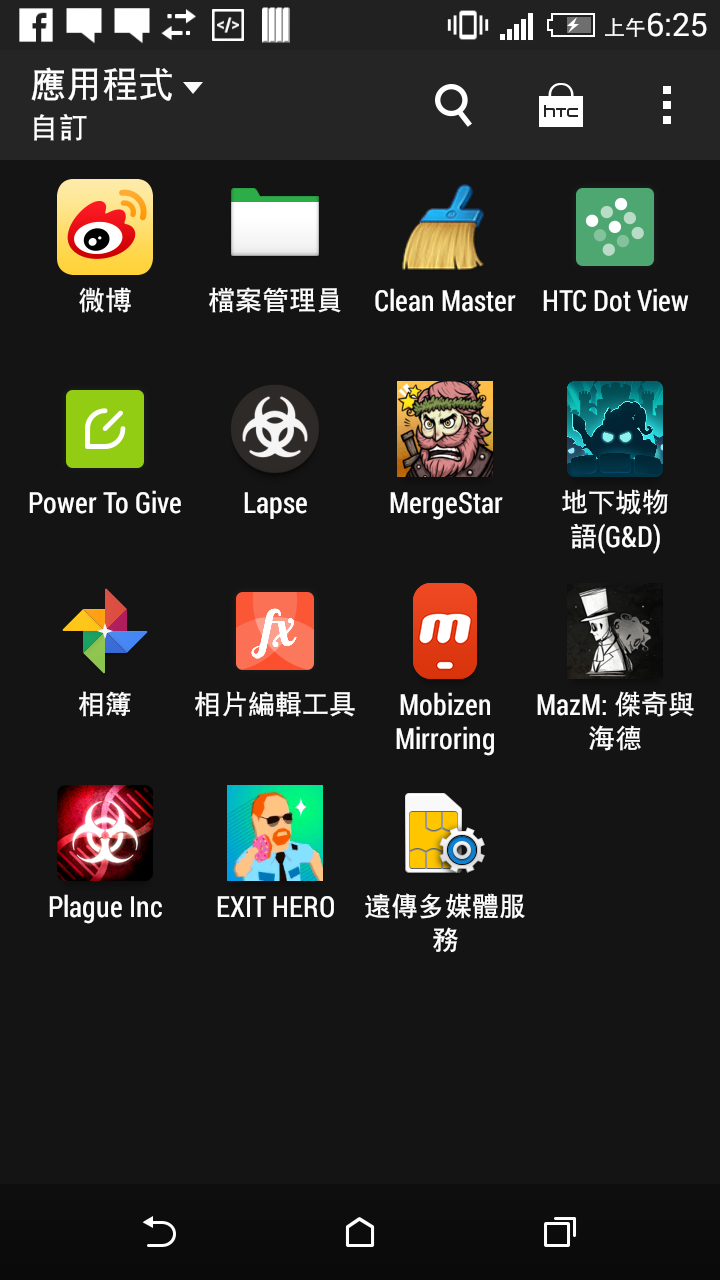 上午6:25
應用程式
自訂
hTC
微博
檔案管理員
Clean Master
HTC Dot View
Power To Give
Lapse
MergeStar
地下城物
語(G&D)
相簿
相片編輯工具
Mobizen
Mirroring
MazM: 傑奇與
海德
Plague Inc
EXIT HERO
遠傳多媒體服
務